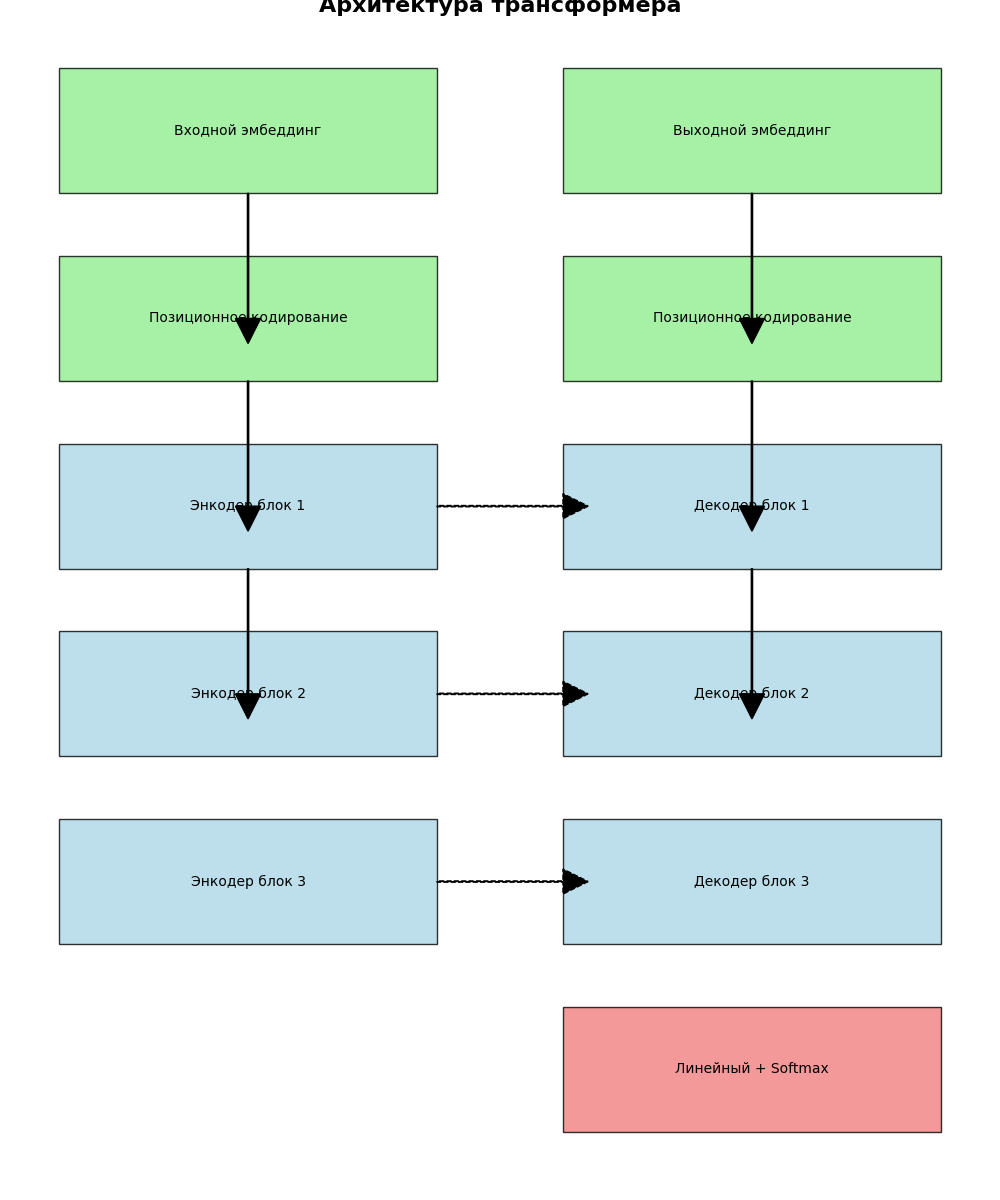 Архитектура трансформера
Входной эмбеддинг
Выходной эмбеддинг
Позиционное кодирование
Позиционное кодирование
Энкодер блок 1
Декодер блок 1
Энкодер блок 2
Декодер блок 2
Энкодер блок 3
Декодер блок 3
Линейный + Softmax